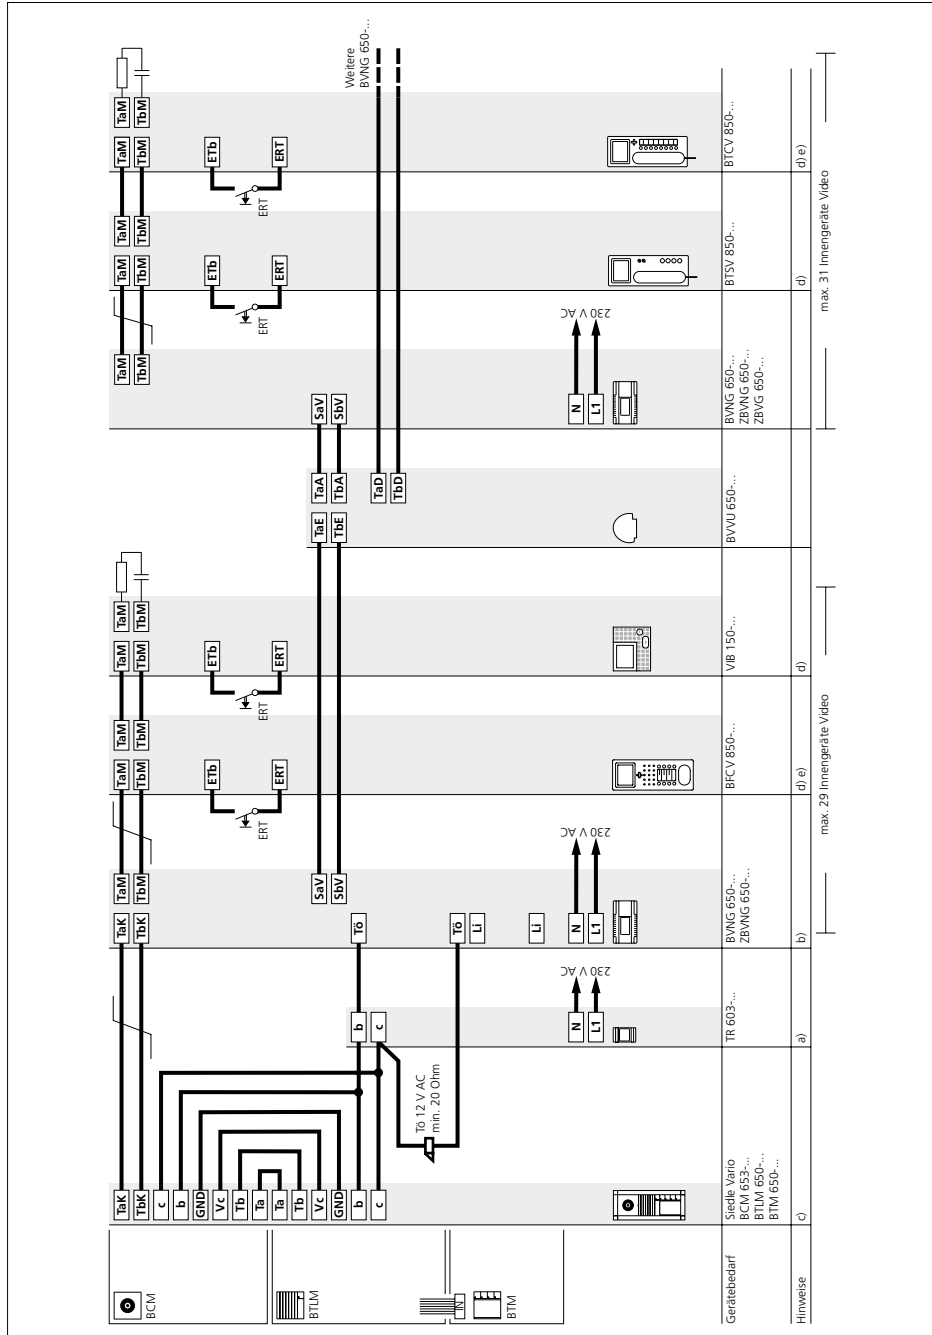 TaK TaK TaM TaM TaM TaM TaM TaM TaM TaM TaM TaM
TbK TbK TbM TbM TbM TbM TbM TbM TbM TbM TbM TbM
BCM
c
b
GND
ETb ETb ETb ETb
Vc
Tb
Ta
ERT ERT ERT ERT
Ta
ERT ERT ERT ERT
Tb
BTLM
Vc SaV TaE TaA SaV
GND SbV TbE TbA SbV
b b Tö
Weitere
BVNG 650-...
c c TaD
TbD
Tö 12 V AC
min. 20 Ohm
IN Tö
Li
BTM
Li
230 V AC 230 V AC 230 V AC
N N N
L1 L1 L1
Gerätebedarf
Siedle Vario
BCM 653-...
BTLM 650-...
BTM 650-...
TR 603-...
BVNG 650-...
ZBVNG 650-...
BFCV 850-...
VIB 150-...
BVVU 650-...
BVNG 650-...
ZBVNG 650-...
ZBVG 650-...
BTSV 850-...
BTCV 850-...
Hinweise c) a) b) d) e) d) d) d) e)
max. 29 Innengeräte Video
max. 31 Innengeräte Video